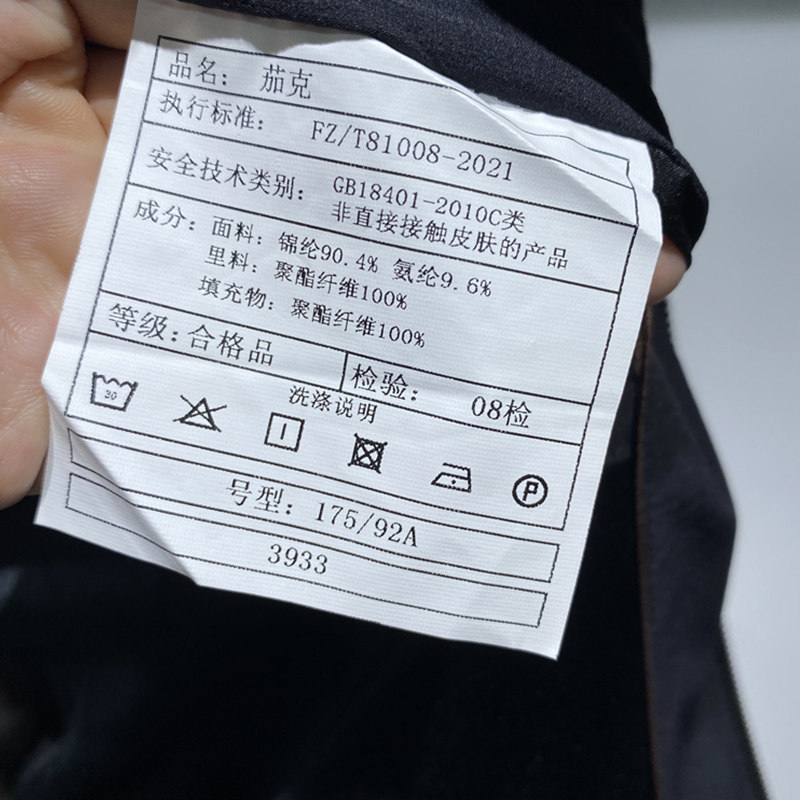 品名： 茄克
执行标准： FZ/T81008-2021
安全技术类别： GB18401-2010C类
非直接接触皮肤的产品
成分： 面料： 锦纶90.4% 氨纶9.6%
里料： 聚酯纤维100%
填充物： 聚酯纤维100%
等级：合格品
检验： 08检
洗涤说明
30
P
号型： 175/92A
3933